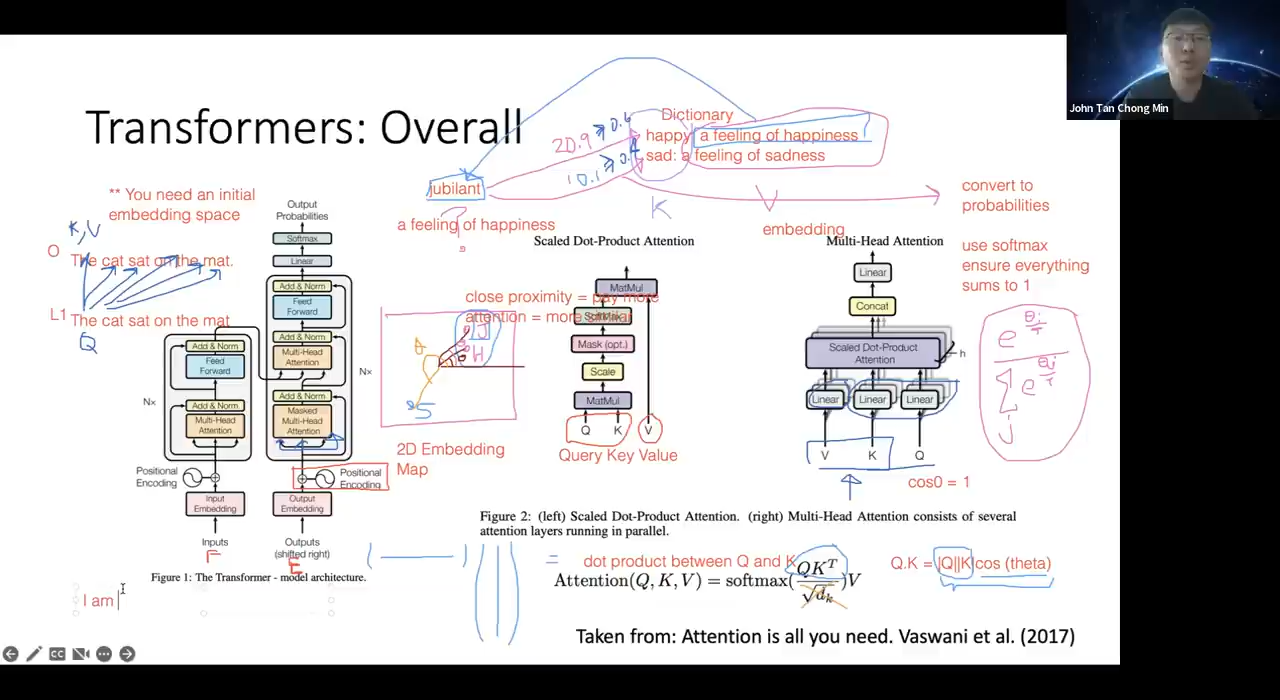 John Tan Chong Min
Transformers: Overall
Dictionary
happy: a feeling of happiness
sad: a feeling of sadness
20.9 → 0.6
10.1 → 0.4
jubilant
a feeling of happiness
?
K
V
embedding
convert to
probabilities
use softmax
ensure everything
sums to 1
** You need an initial
embedding space
K, V
O
The cat sat on the mat.
L1
The cat sat on the mat
Q
Output
Probabilities
Softmax
Linear
Add & Norm
Feed
Forward
Add & Norm
Multi-Head
Attention
Add & Norm
Masked
Multi-Head
Attention
Nx
Add & Norm
Feed
Forward
Nx
Add & Norm
Multi-Head
Attention
Positional
Encoding
Positional
Encoding
Input
Embedding
Output
Embedding
Inputs
Outputs
(shifted right)
F
E
Figure 1: The Transformer - model architecture.
I am
close proximity = pay more
attention = more similar
J
H
S
θ
2D Embedding
Map
Scaled Dot-Product Attention
MatMul
SoftMax
Mask (opt.)
Scale
MatMul
Q K V
Query Key Value
Multi-Head Attention
Linear
Concat
Scaled Dot-Product
Attention
h
Linear Linear Linear
V K Q
cos0 = 1
Figure 2: (left) Scaled Dot-Product Attention. (right) Multi-Head Attention consists of several
attention layers running in parallel.
= dot product between Q and K
Q.K = |Q||K|cos (theta)
Attention(Q, K, V) = softmax(QK^T/√d_k)V
Taken from: Attention is all you need. Vaswani et al. (2017)
CC